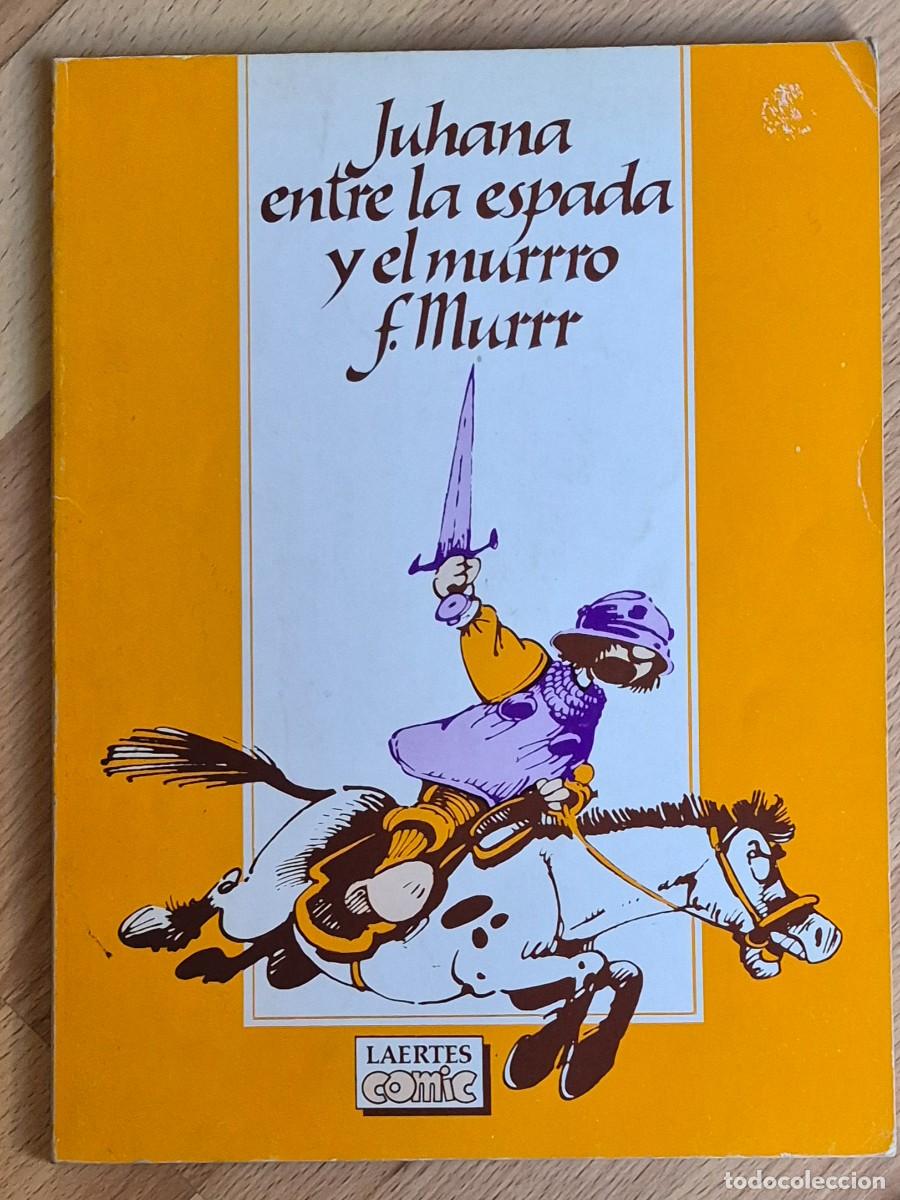 Juhana
entre la espada
y el murrro
f. Murrr
LAERTES
comic
todocoleccion